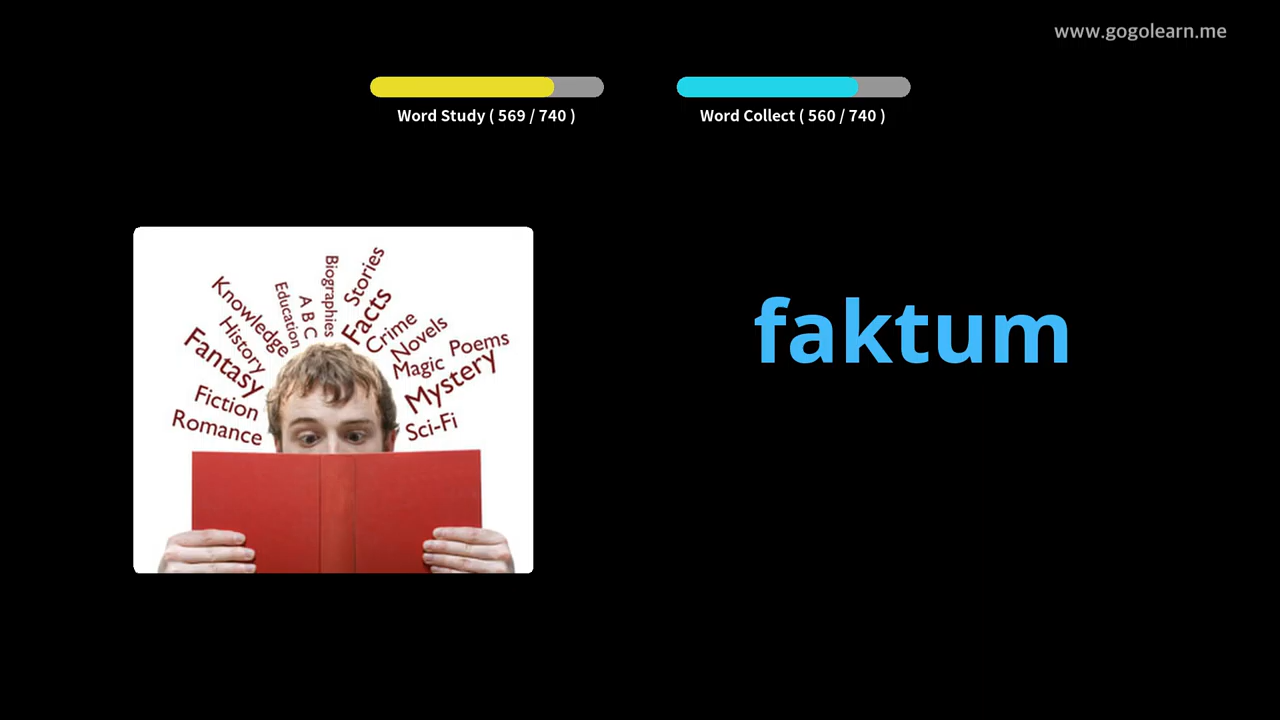 www.gogolearn.me
Word Study ( 569 / 740 )
Word Collect ( 560 / 740 )
faktum
Romance
Fiction
Fantasy
History
Knowledge
Education
A B C
Biographies
Stories
Facts
Crime
Novels
Magic
Poems
Mystery
Sci-Fi